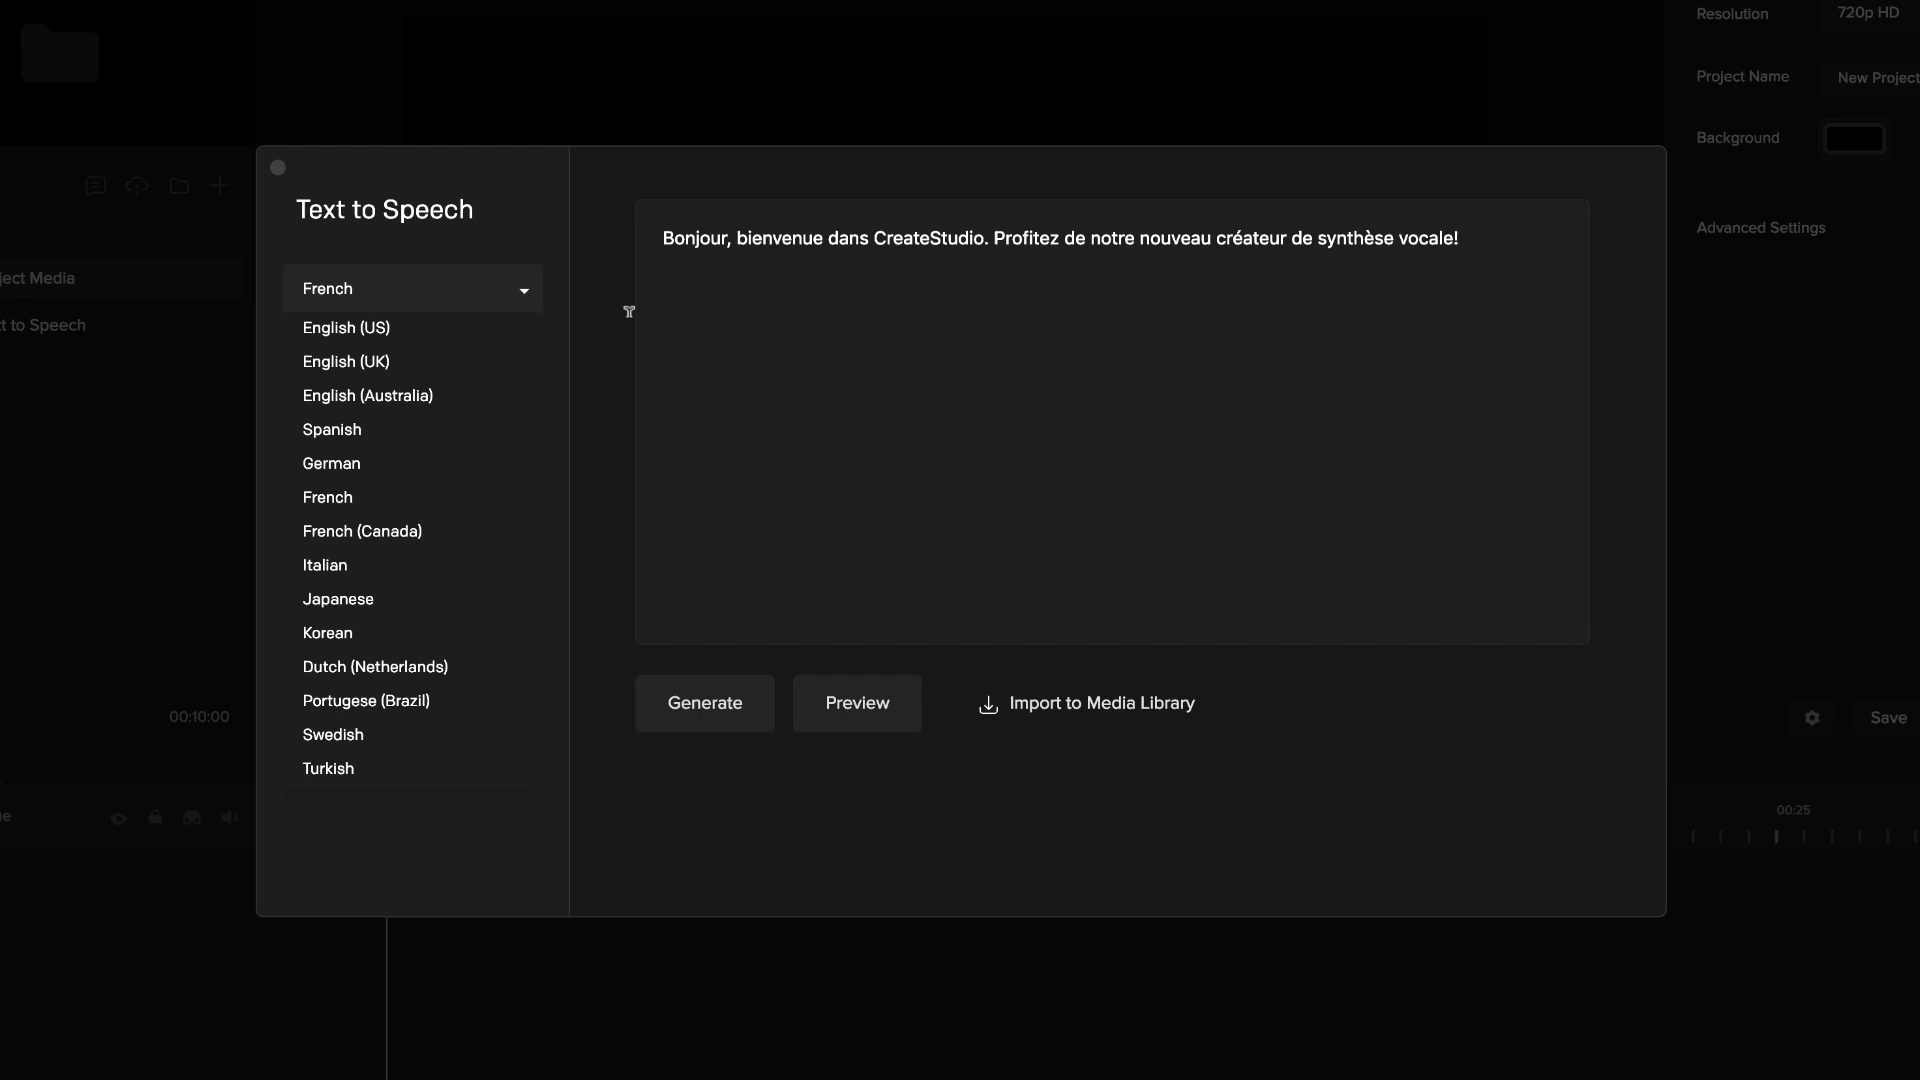 Resolution
720p HD
Project Name
New Project
Background
Advanced Settings
ject Media
t to Speech
00:10:00
Text to Speech
French
English (US)
English (UK)
English (Australia)
Spanish
German
French
French (Canada)
Italian
Japanese
Korean
Dutch (Netherlands)
Portugese (Brazil)
Swedish
Turkish
Bonjour, bienvenue dans CreateStudio. Profitez de notre nouveau créateur de synthèse vocale!
Generate
Preview
Import to Media Library
Save
00:25